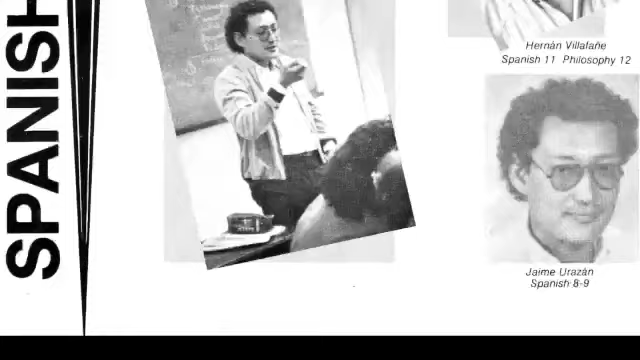 SPANISH
Hernán Villafañe
Spanish 11 Philosophy 12
Jaime Urazán
Spanish 8-9